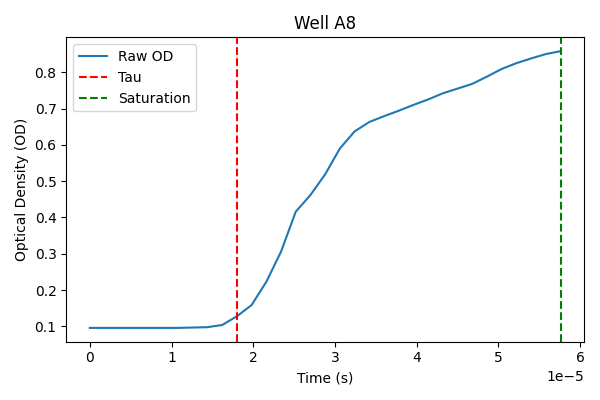 Well A8
Raw OD
Tau
Saturation
Optical Density (OD)
0.8
0.7
0.6
0.5
0.4
0.3
0.2
0.1
0 1 2 3 4 5 6
1e−5
Time (s)